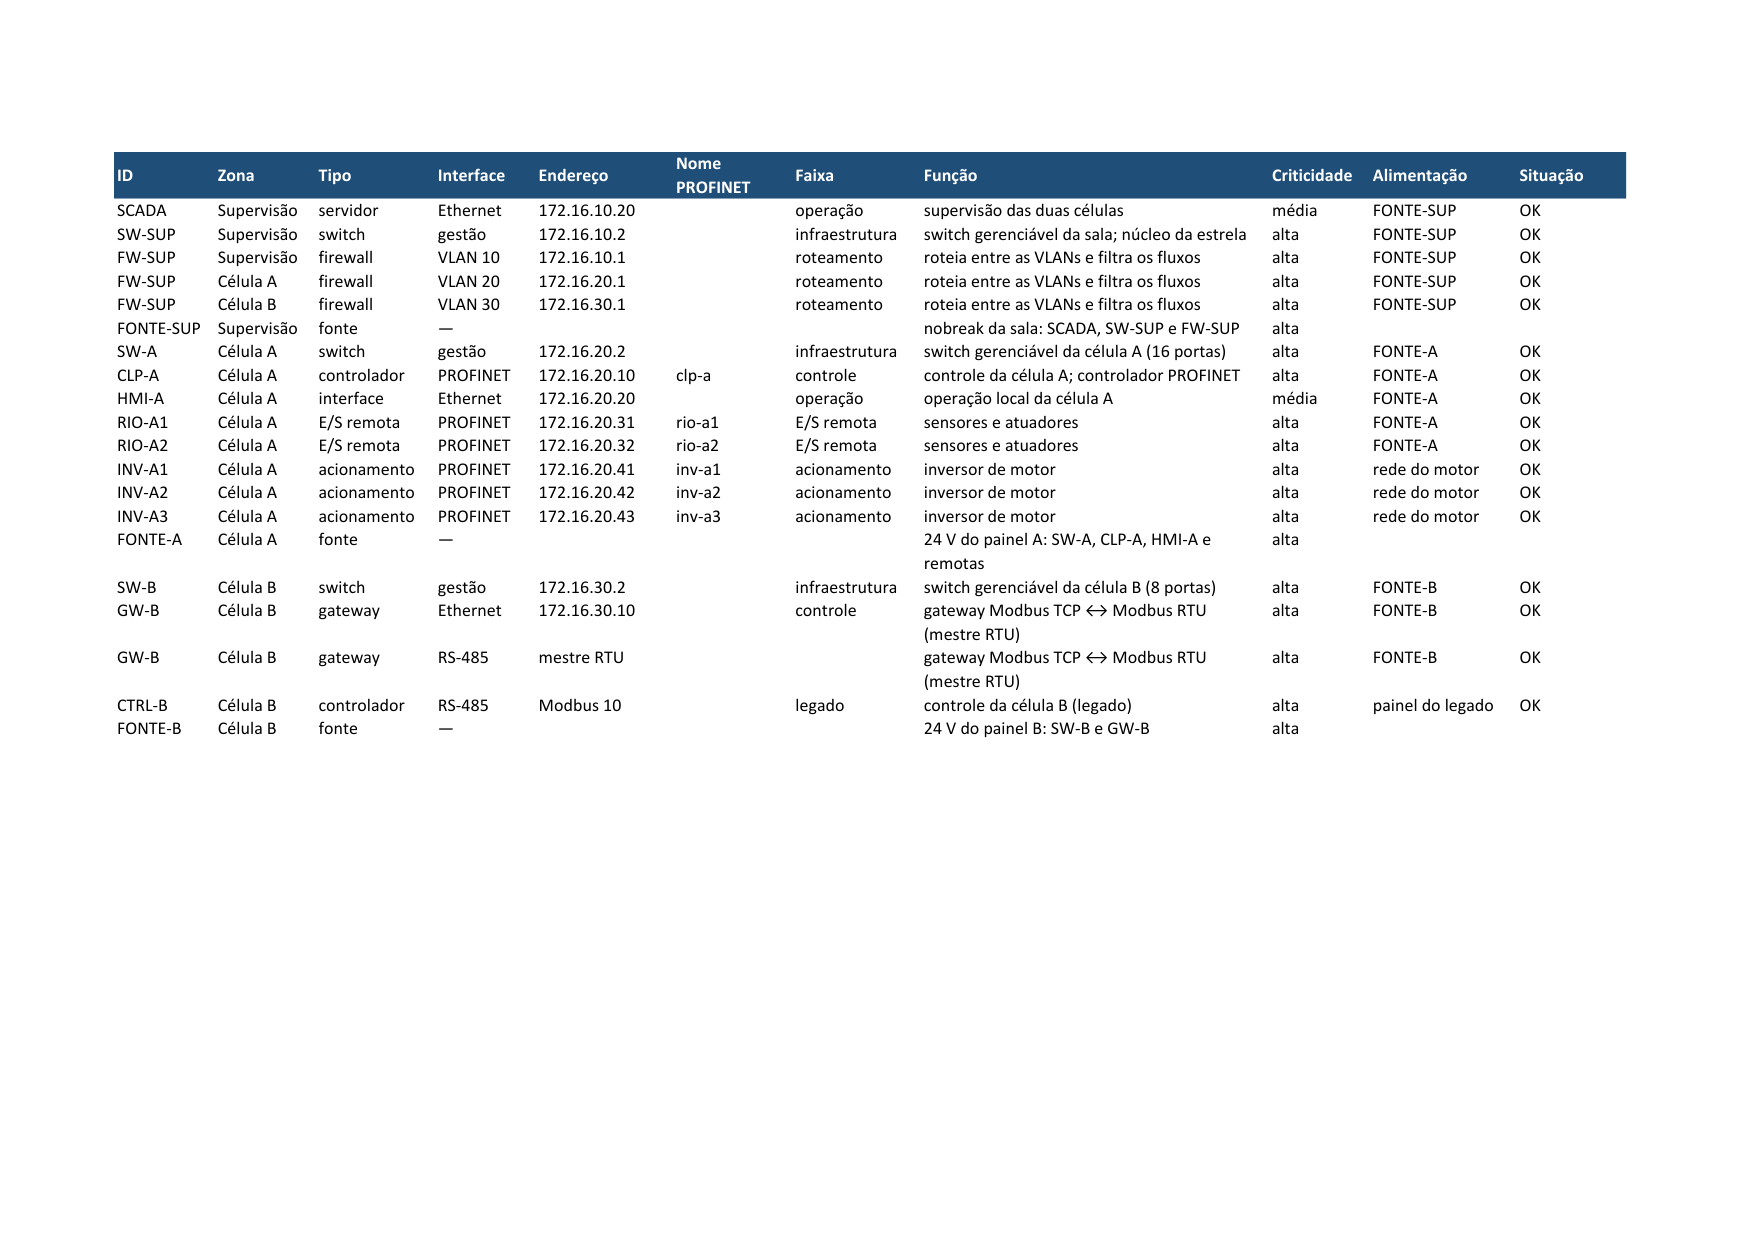 ID Zona Tipo Interface Endereço Nome PROFINET Faixa Função Criticidade Alimentação Situação
SCADA Supervisão servidor Ethernet 172.16.10.20 operação supervisão das duas células média FONTE-SUP OK
SW-SUP Supervisão switch gestão 172.16.10.2 infraestrutura switch gerenciável da sala; núcleo da estrela alta FONTE-SUP OK
FW-SUP Supervisão firewall VLAN 10 172.16.10.1 roteamento roteia entre as VLANs e filtra os fluxos alta FONTE-SUP OK
FW-SUP Célula A firewall VLAN 20 172.16.20.1 roteamento roteia entre as VLANs e filtra os fluxos alta FONTE-SUP OK
FW-SUP Célula B firewall VLAN 30 172.16.30.1 roteamento roteia entre as VLANs e filtra os fluxos alta FONTE-SUP OK
FONTE-SUP Supervisão fonte — nobreak da sala: SCADA, SW-SUP e FW-SUP alta
SW-A Célula A switch gestão 172.16.20.2 infraestrutura switch gerenciável da célula A (16 portas) alta FONTE-A OK
CLP-A Célula A controlador PROFINET 172.16.20.10 clp-a controle controle da célula A; controlador PROFINET alta FONTE-A OK
HMI-A Célula A interface Ethernet 172.16.20.20 operação operação local da célula A média FONTE-A OK
RIO-A1 Célula A E/S remota PROFINET 172.16.20.31 rio-a1 E/S remota sensores e atuadores alta FONTE-A OK
RIO-A2 Célula A E/S remota PROFINET 172.16.20.32 rio-a2 E/S remota sensores e atuadores alta FONTE-A OK
INV-A1 Célula A acionamento PROFINET 172.16.20.41 inv-a1 acionamento inversor de motor alta rede do motor OK
INV-A2 Célula A acionamento PROFINET 172.16.20.42 inv-a2 acionamento inversor de motor alta rede do motor OK
INV-A3 Célula A acionamento PROFINET 172.16.20.43 inv-a3 acionamento inversor de motor alta rede do motor OK
FONTE-A Célula A fonte — 24 V do painel A: SW-A, CLP-A, HMI-A e alta
remotas
SW-B Célula B switch gestão 172.16.30.2 infraestrutura switch gerenciável da célula B (8 portas) alta FONTE-B OK
GW-B Célula B gateway Ethernet 172.16.30.10 controle gateway Modbus TCP ↔ Modbus RTU alta FONTE-B OK
(mestre RTU)
GW-B Célula B gateway RS-485 mestre RTU gateway Modbus TCP ↔ Modbus RTU alta FONTE-B OK
(mestre RTU)
CTRL-B Célula B controlador RS-485 Modbus 10 legado controle da célula B (legado) alta painel do legado OK
FONTE-B Célula B fonte — 24 V do painel B: SW-B e GW-B alta